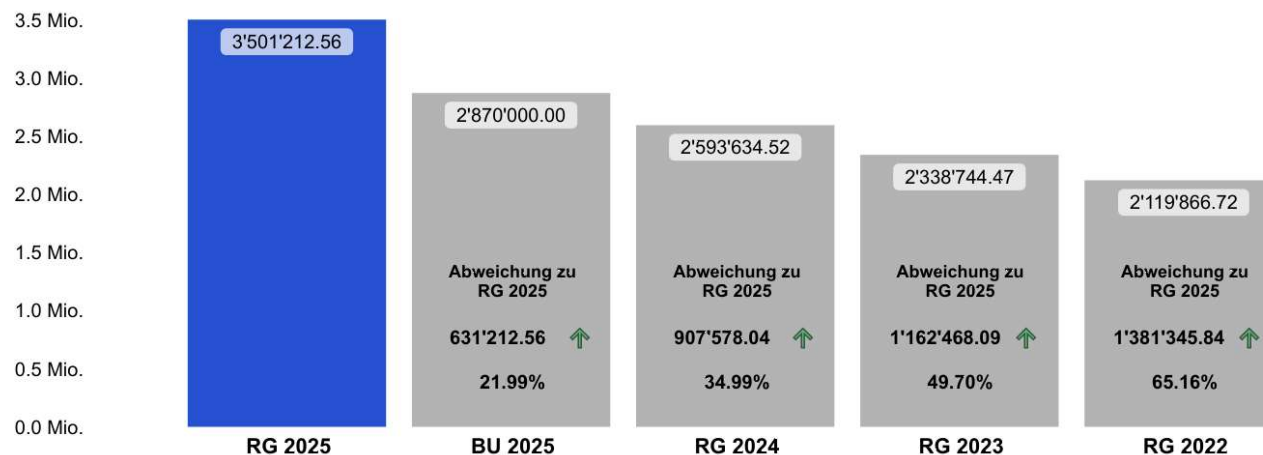 3.5 Mio.
3.0 Mio.
2.5 Mio.
2.0 Mio.
1.5 Mio.
1.0 Mio.
0.5 Mio.
0.0 Mio.
3'501'212.56
RG 2025
2'870'000.00
Abweichung zu
RG 2025
631'212.56
21.99%
BU 2025
2'593'634.52
Abweichung zu
RG 2025
907'578.04
34.99%
RG 2024
2'338'744.47
Abweichung zu
RG 2025
1'162'468.09
49.70%
RG 2023
2'119'866.72
Abweichung zu
RG 2025
1'381'345.84
65.16%
RG 2022